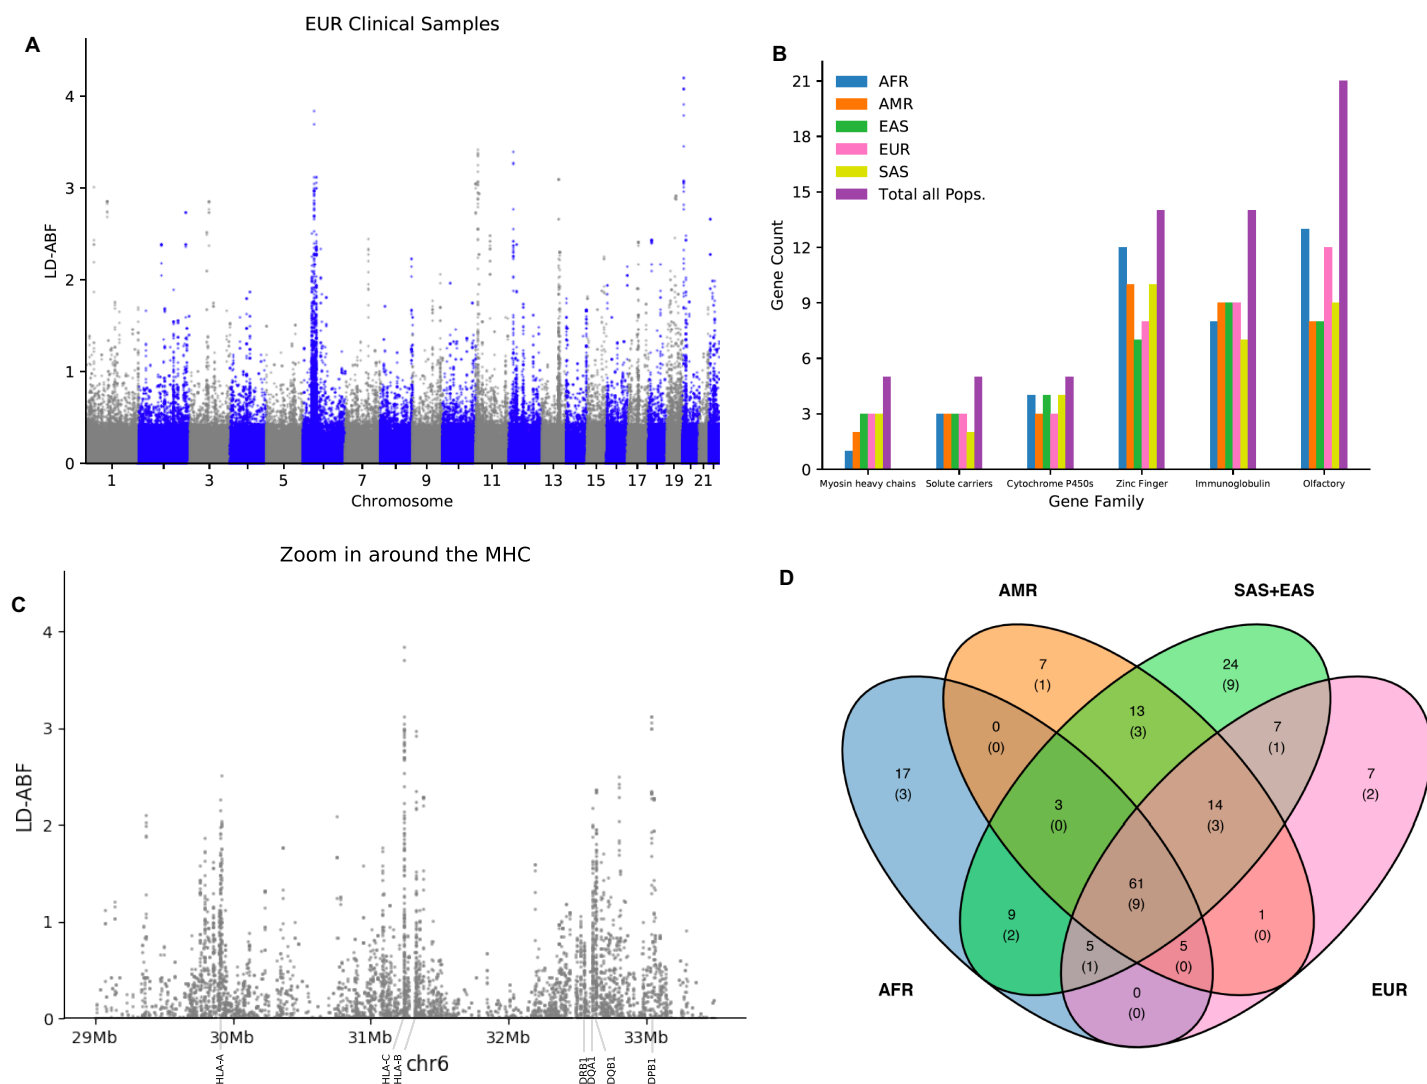 A
EUR Clinical Samples
LD-ABF
4
3
2
1
0
1 3 5 7 9 11 13 15 17 19 21
Chromosome
B
Gene Count
21
18
15
12
9
6
3
0
AFR
AMR
EAS
EUR
SAS
Total all Pops.
Myosin heavy chains Solute carriers Cytochrome P450s Zinc Finger Immunoglobulin Olfactory
Gene Family
C
Zoom in around the MHC
LD-ABF
4
3
2
1
0
29Mb 30Mb 31Mb 32Mb 33Mb
HLA-A HLA-C HLA-B DRB1 DQA1 DQB1 DPB1
chr6
D
AMR SAS+EAS
7
(1)
24
(9)
13
(3)
0
(0)
7
(1)
17
(3)
7
(2)
3
(0)
14
(3)
61
(9)
9
(2)
1
(0)
5
(1)
5
(0)
0
(0)
AFR EUR